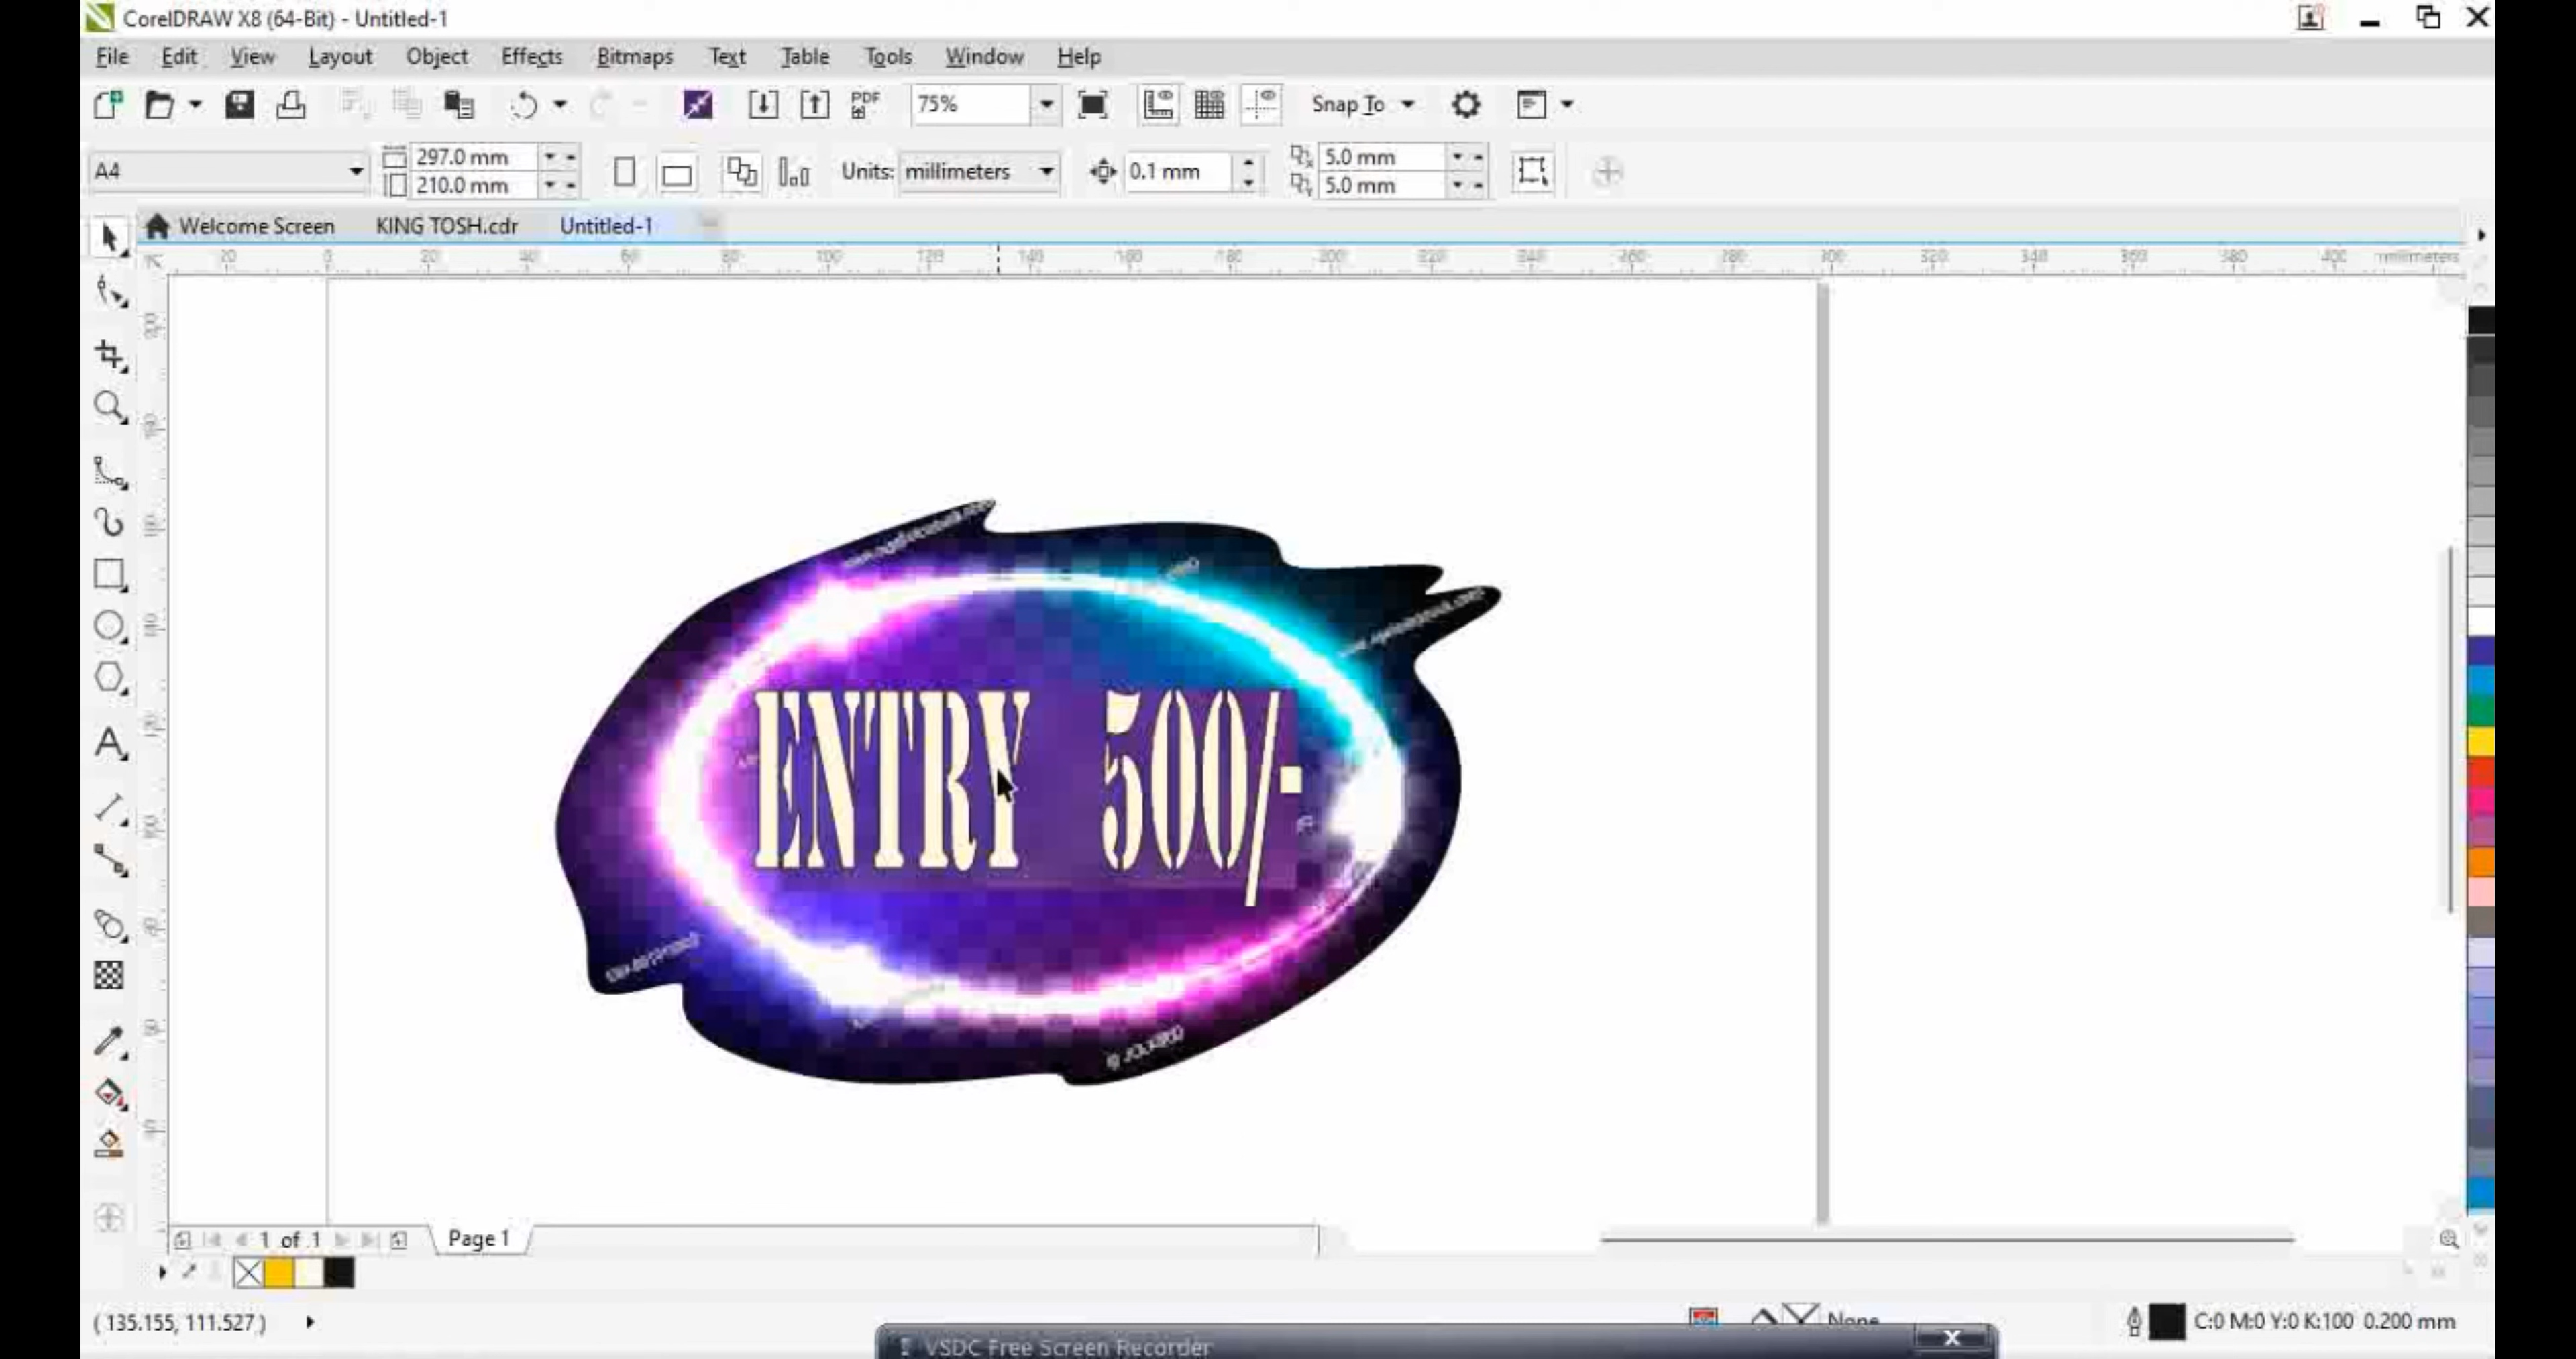 CorelDRAW X8 (64-Bit) - Untitled-1
File Edit View Layout Object Effects Bitmaps Text Table Tools Window Help
PDF 75% Snap To
A4 297.0 mm 210.0 mm Units: millimeters 0.1 mm 5.0 mm 5.0 mm
Welcome Screen KING TOSH.cdr Untitled-1
millimeters
ENTRY 500/-
1 of 1 Page 1
( 135.155, 111.527 ) None C:0 M:0 Y:0 K:100 0.200 mm
VSDC Free Screen Recorder